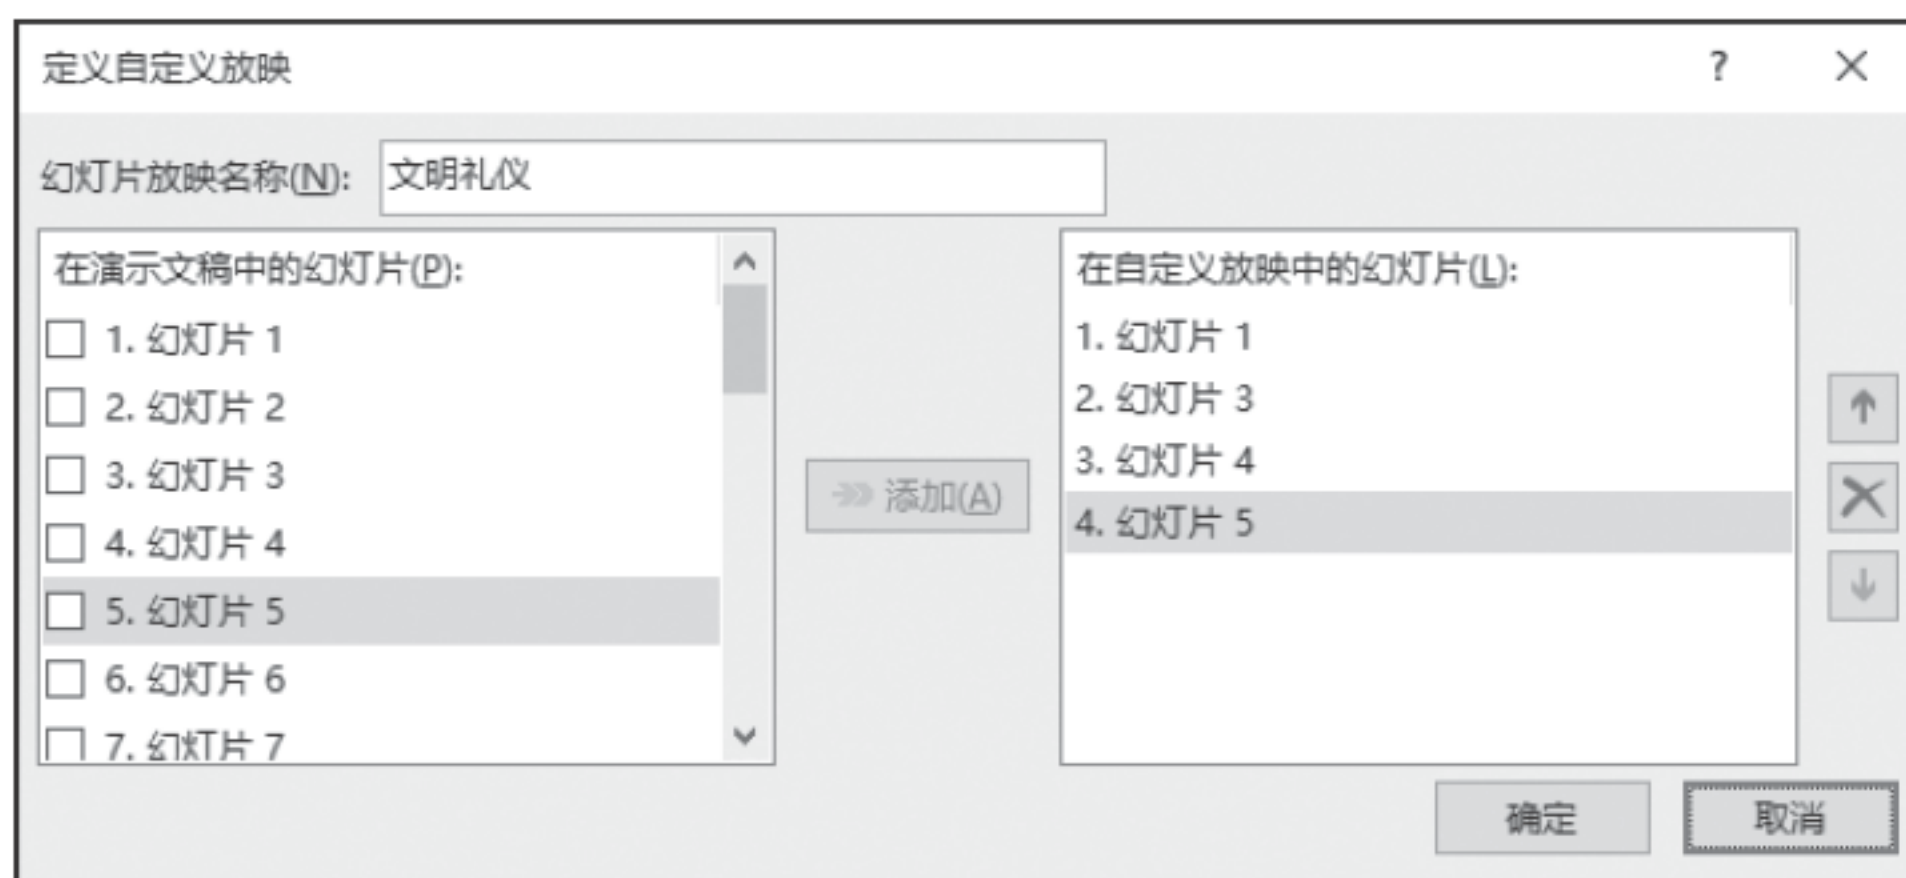 定义自定义放映 ? ×
幻灯片放映名称(N): 文明礼仪
在演示文稿中的幻灯片(P):
1. 幻灯片 1
2. 幻灯片 2
3. 幻灯片 3
4. 幻灯片 4
5. 幻灯片 5
6. 幻灯片 6
7. 幻灯片 7
添加(A)
在自定义放映中的幻灯片(L):
1. 幻灯片 1
2. 幻灯片 3
3. 幻灯片 4
4. 幻灯片 5
确定 取消